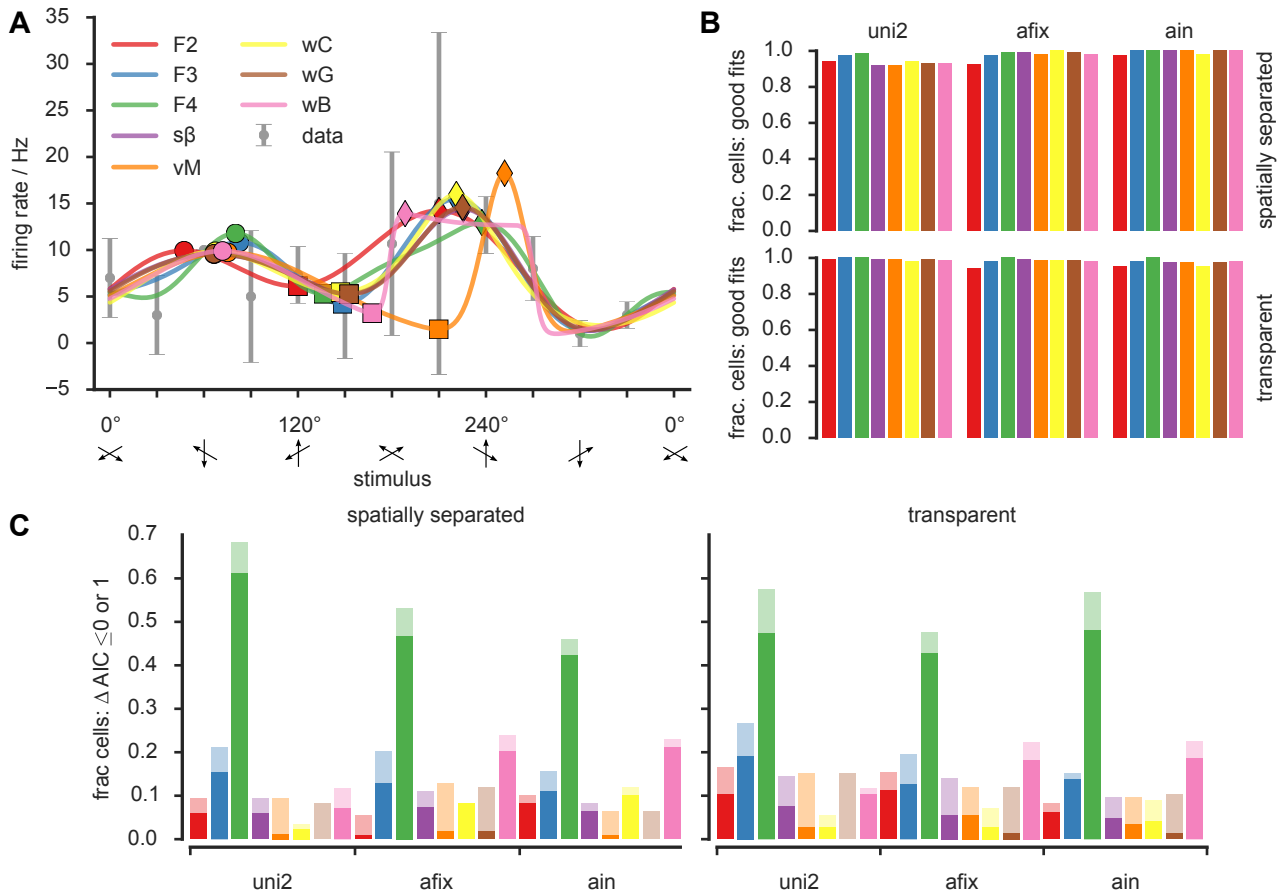 A
35
30
25
20
15
10
5
0
−5
firing rate / Hz
F2
F3
F4
sβ
vM
wC
wG
wB
data
0° 120° 240° 0°
stimulus
B
uni2 afix ain
1.0
0.8
0.6
0.4
0.2
0.0
frac. cells: good fits
spatially separated
1.0
0.8
0.6
0.4
0.2
0.0
frac. cells: good fits
transparent
C
spatially separated
transparent
0.7
0.6
0.5
0.4
0.3
0.2
0.1
0.0
frac cells: Δ AIC ≤0 or 1
uni2 afix ain
uni2 afix ain